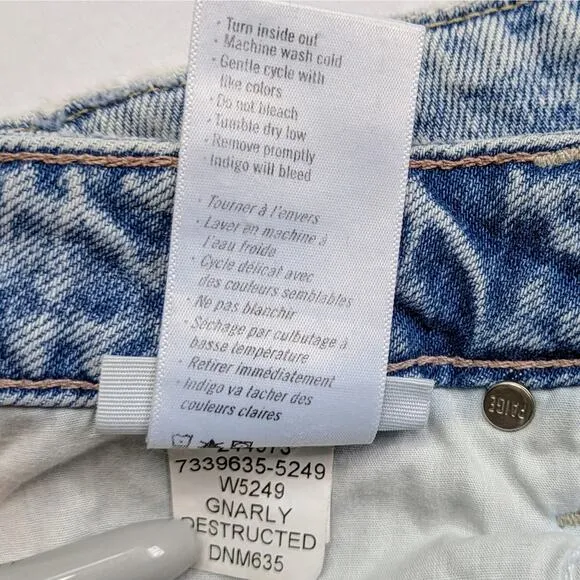 · Turn inside out
· Machine wash cold
· Gentle cycle with
like colors
· Do not bleach
· Tumble dry low
· Remove promptly
· Indigo will bleed
· Tourner à l'envers
· Laver en machine à
l'eau froide
· Cycle délicat avec
des couleurs semblables
· Ne pas blanchir
· Séchage par culbutage à
basse température
· Retirer immédiatement
· Indigo va tacher des
couleurs claires
PAIGE
7339635-5249
W5249
GNARLY
DESTRUCTED
DNM635